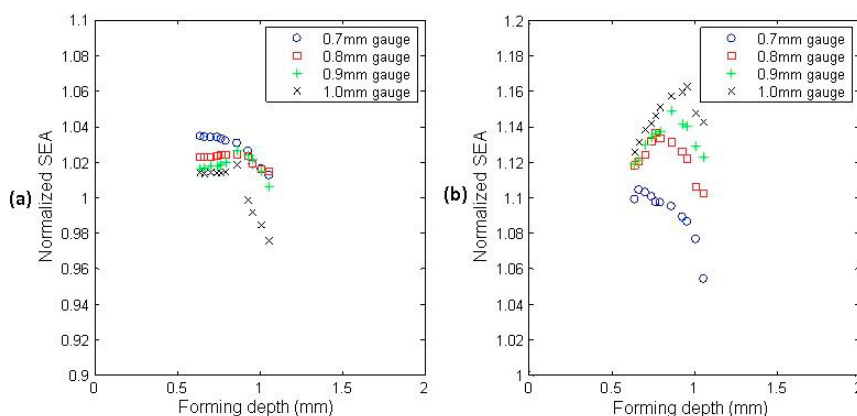 (a)
Normalized SEA
1.1
1.08
1.06
1.04
1.02
1
0.98
0.96
0.94
0.92
0.9
0
0.5
1
1.5
2
Forming depth (mm)
0.7mm gauge
0.8mm gauge
0.9mm gauge
1.0mm gauge
(b)
Normalized SEA
1.2
1.18
1.16
1.14
1.12
1.1
1.08
1.06
1.04
1.02
1
0
0.5
1
1.5
2
Forming depth (mm)
0.7mm gauge
0.8mm gauge
0.9mm gauge
1.0mm gauge